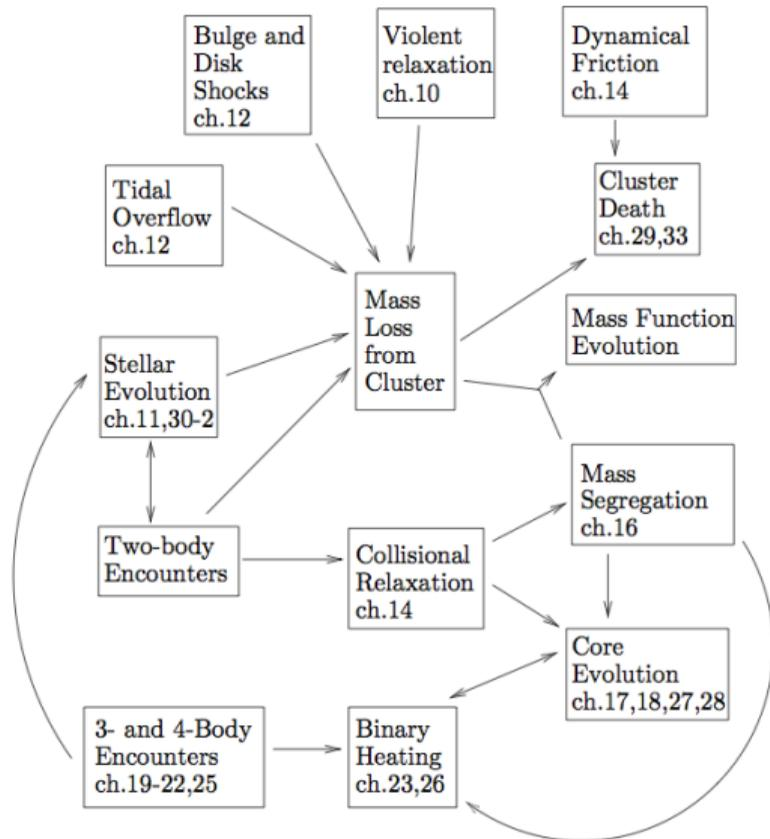 Bulge and
Disk
Shocks
ch.12
Violent
relaxation
ch.10
Dynamical
Friction
ch.14
Tidal
Overflow
ch.12
Cluster
Death
ch.29,33
Mass
Loss
from
Cluster
Mass Function
Evolution
Stellar
Evolution
ch.11,30-2
Mass
Segregation
ch.16
Two-body
Encounters
Collisional
Relaxation
ch.14
Core
Evolution
ch.17,18,27,28
3- and 4-Body
Encounters
ch.19-22,25
Binary
Heating
ch.23,26